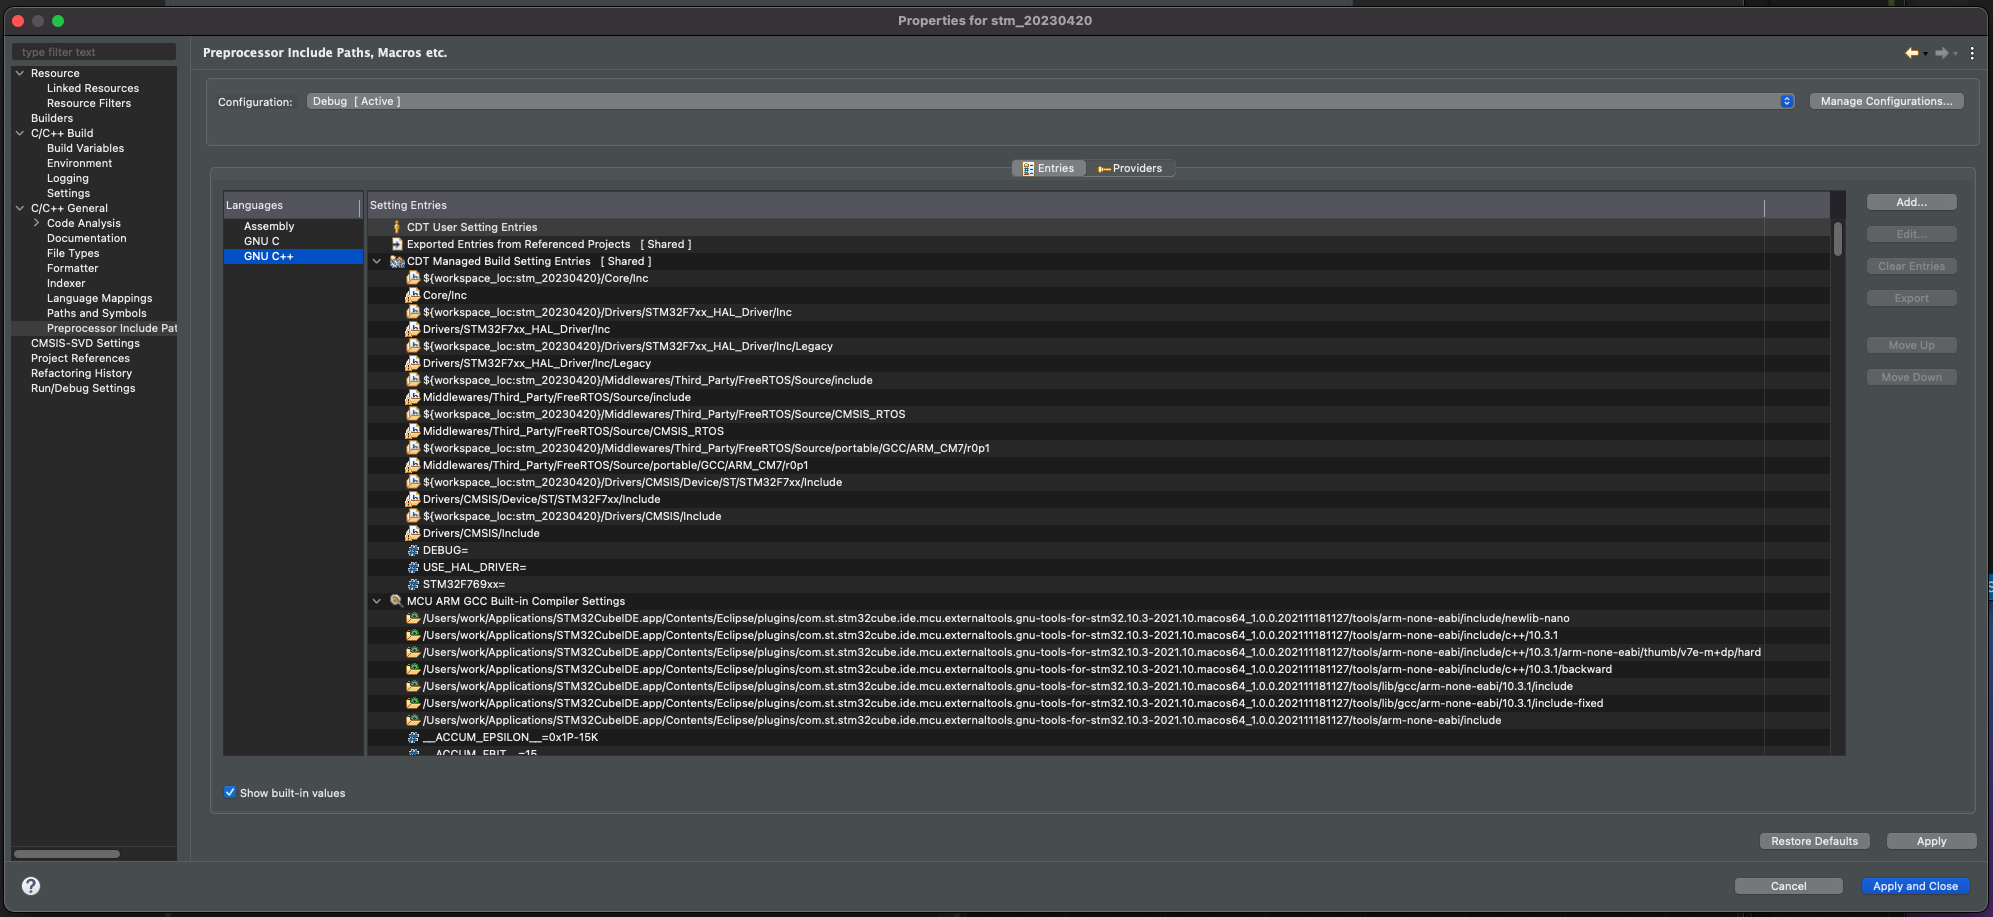 Properties for stm_20230420
type filter text
Resource
Linked Resources
Resource Filters
Builders
C/C++ Build
Build Variables
Environment
Logging
Settings
C/C++ General
Code Analysis
Documentation
File Types
Formatter
Indexer
Language Mappings
Paths and Symbols
Preprocessor Include Pat
CMSIS-SVD Settings
Project References
Refactoring History
Run/Debug Settings
Preprocessor Include Paths, Macros etc.
Configuration: Debug [ Active ] Manage Configurations...
Entries Providers
Languages
Assembly
GNU C
GNU C++
Setting Entries
CDT User Setting Entries
Exported Entries from Referenced Projects [ Shared ]
CDT Managed Build Setting Entries [ Shared ]
${workspace_loc:stm_20230420}/Core/Inc
Core/Inc
${workspace_loc:stm_20230420}/Drivers/STM32F7xx_HAL_Driver/Inc
Drivers/STM32F7xx_HAL_Driver/Inc
${workspace_loc:stm_20230420}/Drivers/STM32F7xx_HAL_Driver/Inc/Legacy
Drivers/STM32F7xx_HAL_Driver/Inc/Legacy
${workspace_loc:stm_20230420}/Middlewares/Third_Party/FreeRTOS/Source/include
Middlewares/Third_Party/FreeRTOS/Source/include
${workspace_loc:stm_20230420}/Middlewares/Third_Party/FreeRTOS/Source/CMSIS_RTOS
Middlewares/Third_Party/FreeRTOS/Source/CMSIS_RTOS
${workspace_loc:stm_20230420}/Middlewares/Third_Party/FreeRTOS/Source/portable/GCC/ARM_CM7/r0p1
Middlewares/Third_Party/FreeRTOS/Source/portable/GCC/ARM_CM7/r0p1
${workspace_loc:stm_20230420}/Drivers/CMSIS/Device/ST/STM32F7xx/Include
Drivers/CMSIS/Device/ST/STM32F7xx/Include
${workspace_loc:stm_20230420}/Drivers/CMSIS/Include
Drivers/CMSIS/Include
DEBUG=
USE_HAL_DRIVER=
STM32F769xx=
MCU ARM GCC Built-in Compiler Settings
/Users/work/Applications/STM32CubeIDE.app/Contents/Eclipse/plugins/com.st.stm32cube.ide.mcu.externaltools.gnu-tools-for-stm32.10.3-2021.10.macos64_1.0.0.202111181127/tools/arm-none-eabi/include/newlib-nano
/Users/work/Applications/STM32CubeIDE.app/Contents/Eclipse/plugins/com.st.stm32cube.ide.mcu.externaltools.gnu-tools-for-stm32.10.3-2021.10.macos64_1.0.0.202111181127/tools/arm-none-eabi/include/c++/10.3.1
/Users/work/Applications/STM32CubeIDE.app/Contents/Eclipse/plugins/com.st.stm32cube.ide.mcu.externaltools.gnu-tools-for-stm32.10.3-2021.10.macos64_1.0.0.202111181127/tools/arm-none-eabi/include/c++/10.3.1/arm-none-eabi/thumb/v7e-m+dp/hard
/Users/work/Applications/STM32CubeIDE.app/Contents/Eclipse/plugins/com.st.stm32cube.ide.mcu.externaltools.gnu-tools-for-stm32.10.3-2021.10.macos64_1.0.0.202111181127/tools/arm-none-eabi/include/c++/10.3.1/backward
/Users/work/Applications/STM32CubeIDE.app/Contents/Eclipse/plugins/com.st.stm32cube.ide.mcu.externaltools.gnu-tools-for-stm32.10.3-2021.10.macos64_1.0.0.202111181127/tools/lib/gcc/arm-none-eabi/10.3.1/include
/Users/work/Applications/STM32CubeIDE.app/Contents/Eclipse/plugins/com.st.stm32cube.ide.mcu.externaltools.gnu-tools-for-stm32.10.3-2021.10.macos64_1.0.0.202111181127/tools/lib/gcc/arm-none-eabi/10.3.1/include-fixed
/Users/work/Applications/STM32CubeIDE.app/Contents/Eclipse/plugins/com.st.stm32cube.ide.mcu.externaltools.gnu-tools-for-stm32.10.3-2021.10.macos64_1.0.0.202111181127/tools/arm-none-eabi/include
__ACCUM_EPSILON__=0x1P-15K
__ACCUM_FBIT__=15
Add...
Edit...
Clear Entries
Export
Move Up
Move Down
Show built-in values
Restore Defaults Apply
Cancel Apply and Close